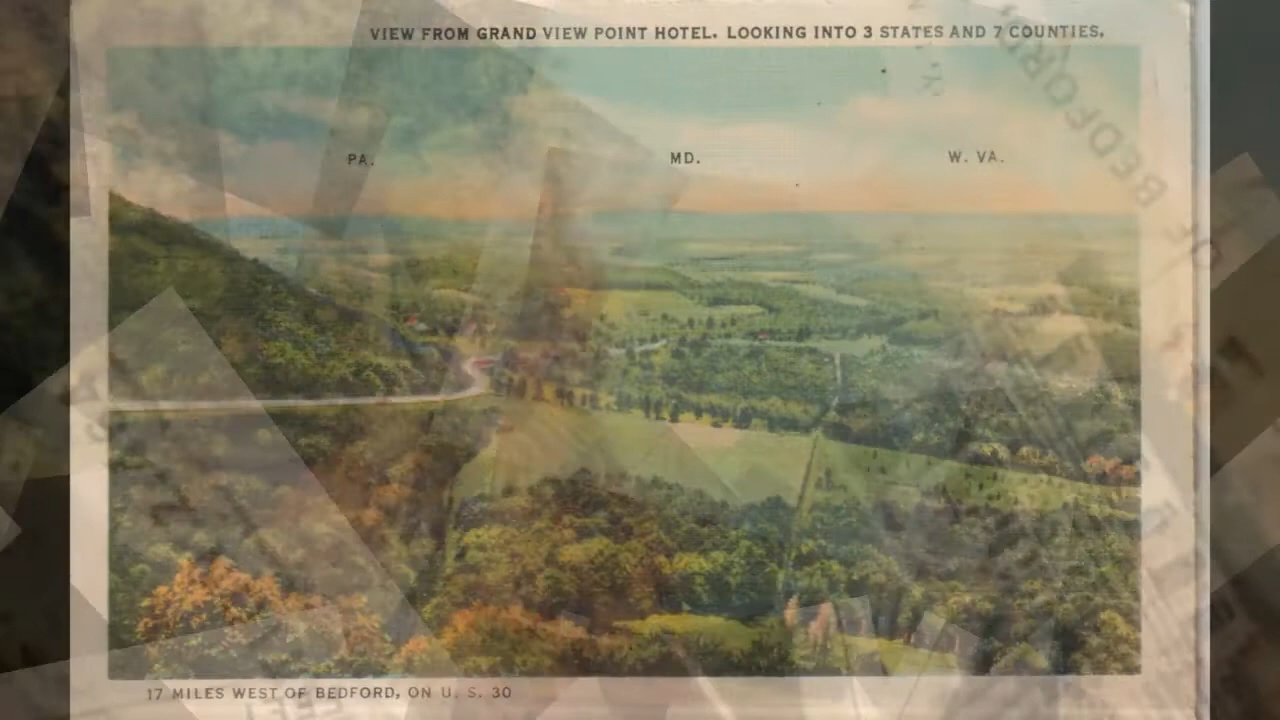 VIEW FROM GRAND VIEW POINT HOTEL. LOOKING INTO 3 STATES AND 7 COUNTIES.
BEDFORD
PA. MD. W. VA.
17 MILES WEST OF BEDFORD, ON U. S. 30